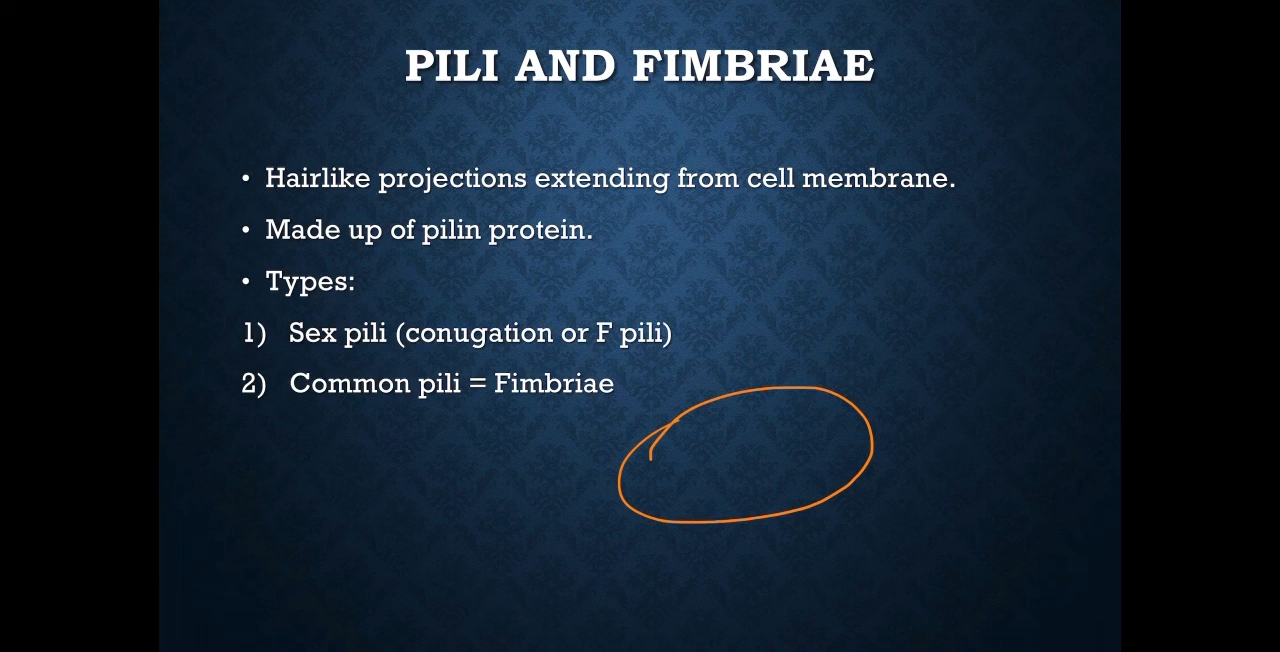 PILI AND FIMBRIAE
• Hairlike projections extending from cell membrane.
• Made up of pilin protein.
• Types:
1) Sex pili (conugation or F pili)
2) Common pili = Fimbriae